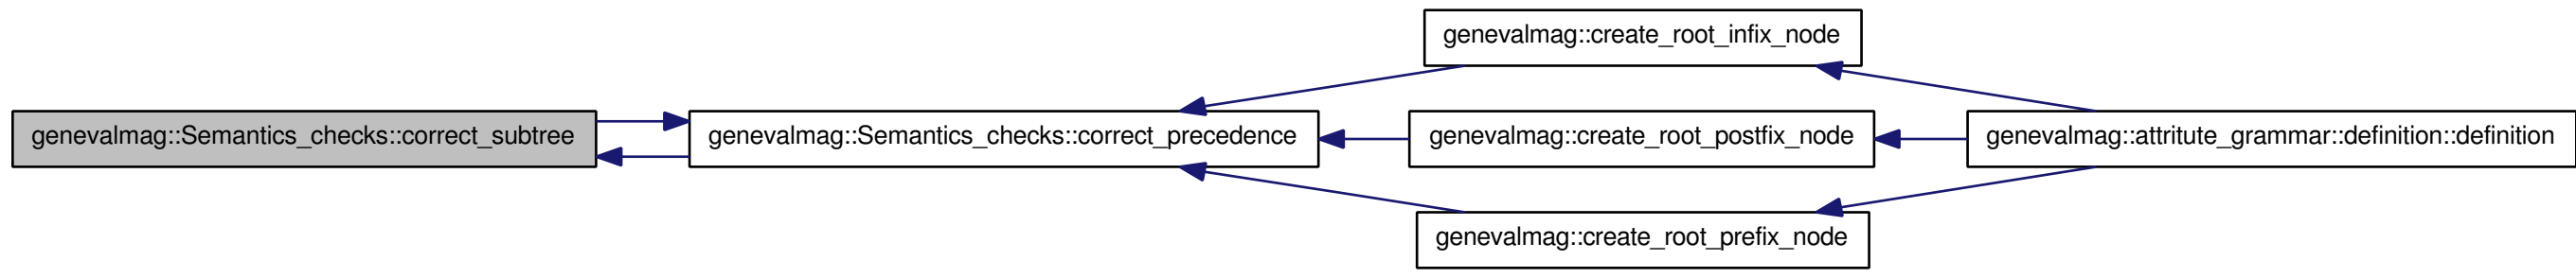 genevalmag::create_root_infix_node
genevalmag::Semantics_checks::correct_subtree
genevalmag::Semantics_checks::correct_precedence
genevalmag::create_root_postfix_node
genevalmag::attritute_grammar::definition::definition
genevalmag::create_root_prefix_node